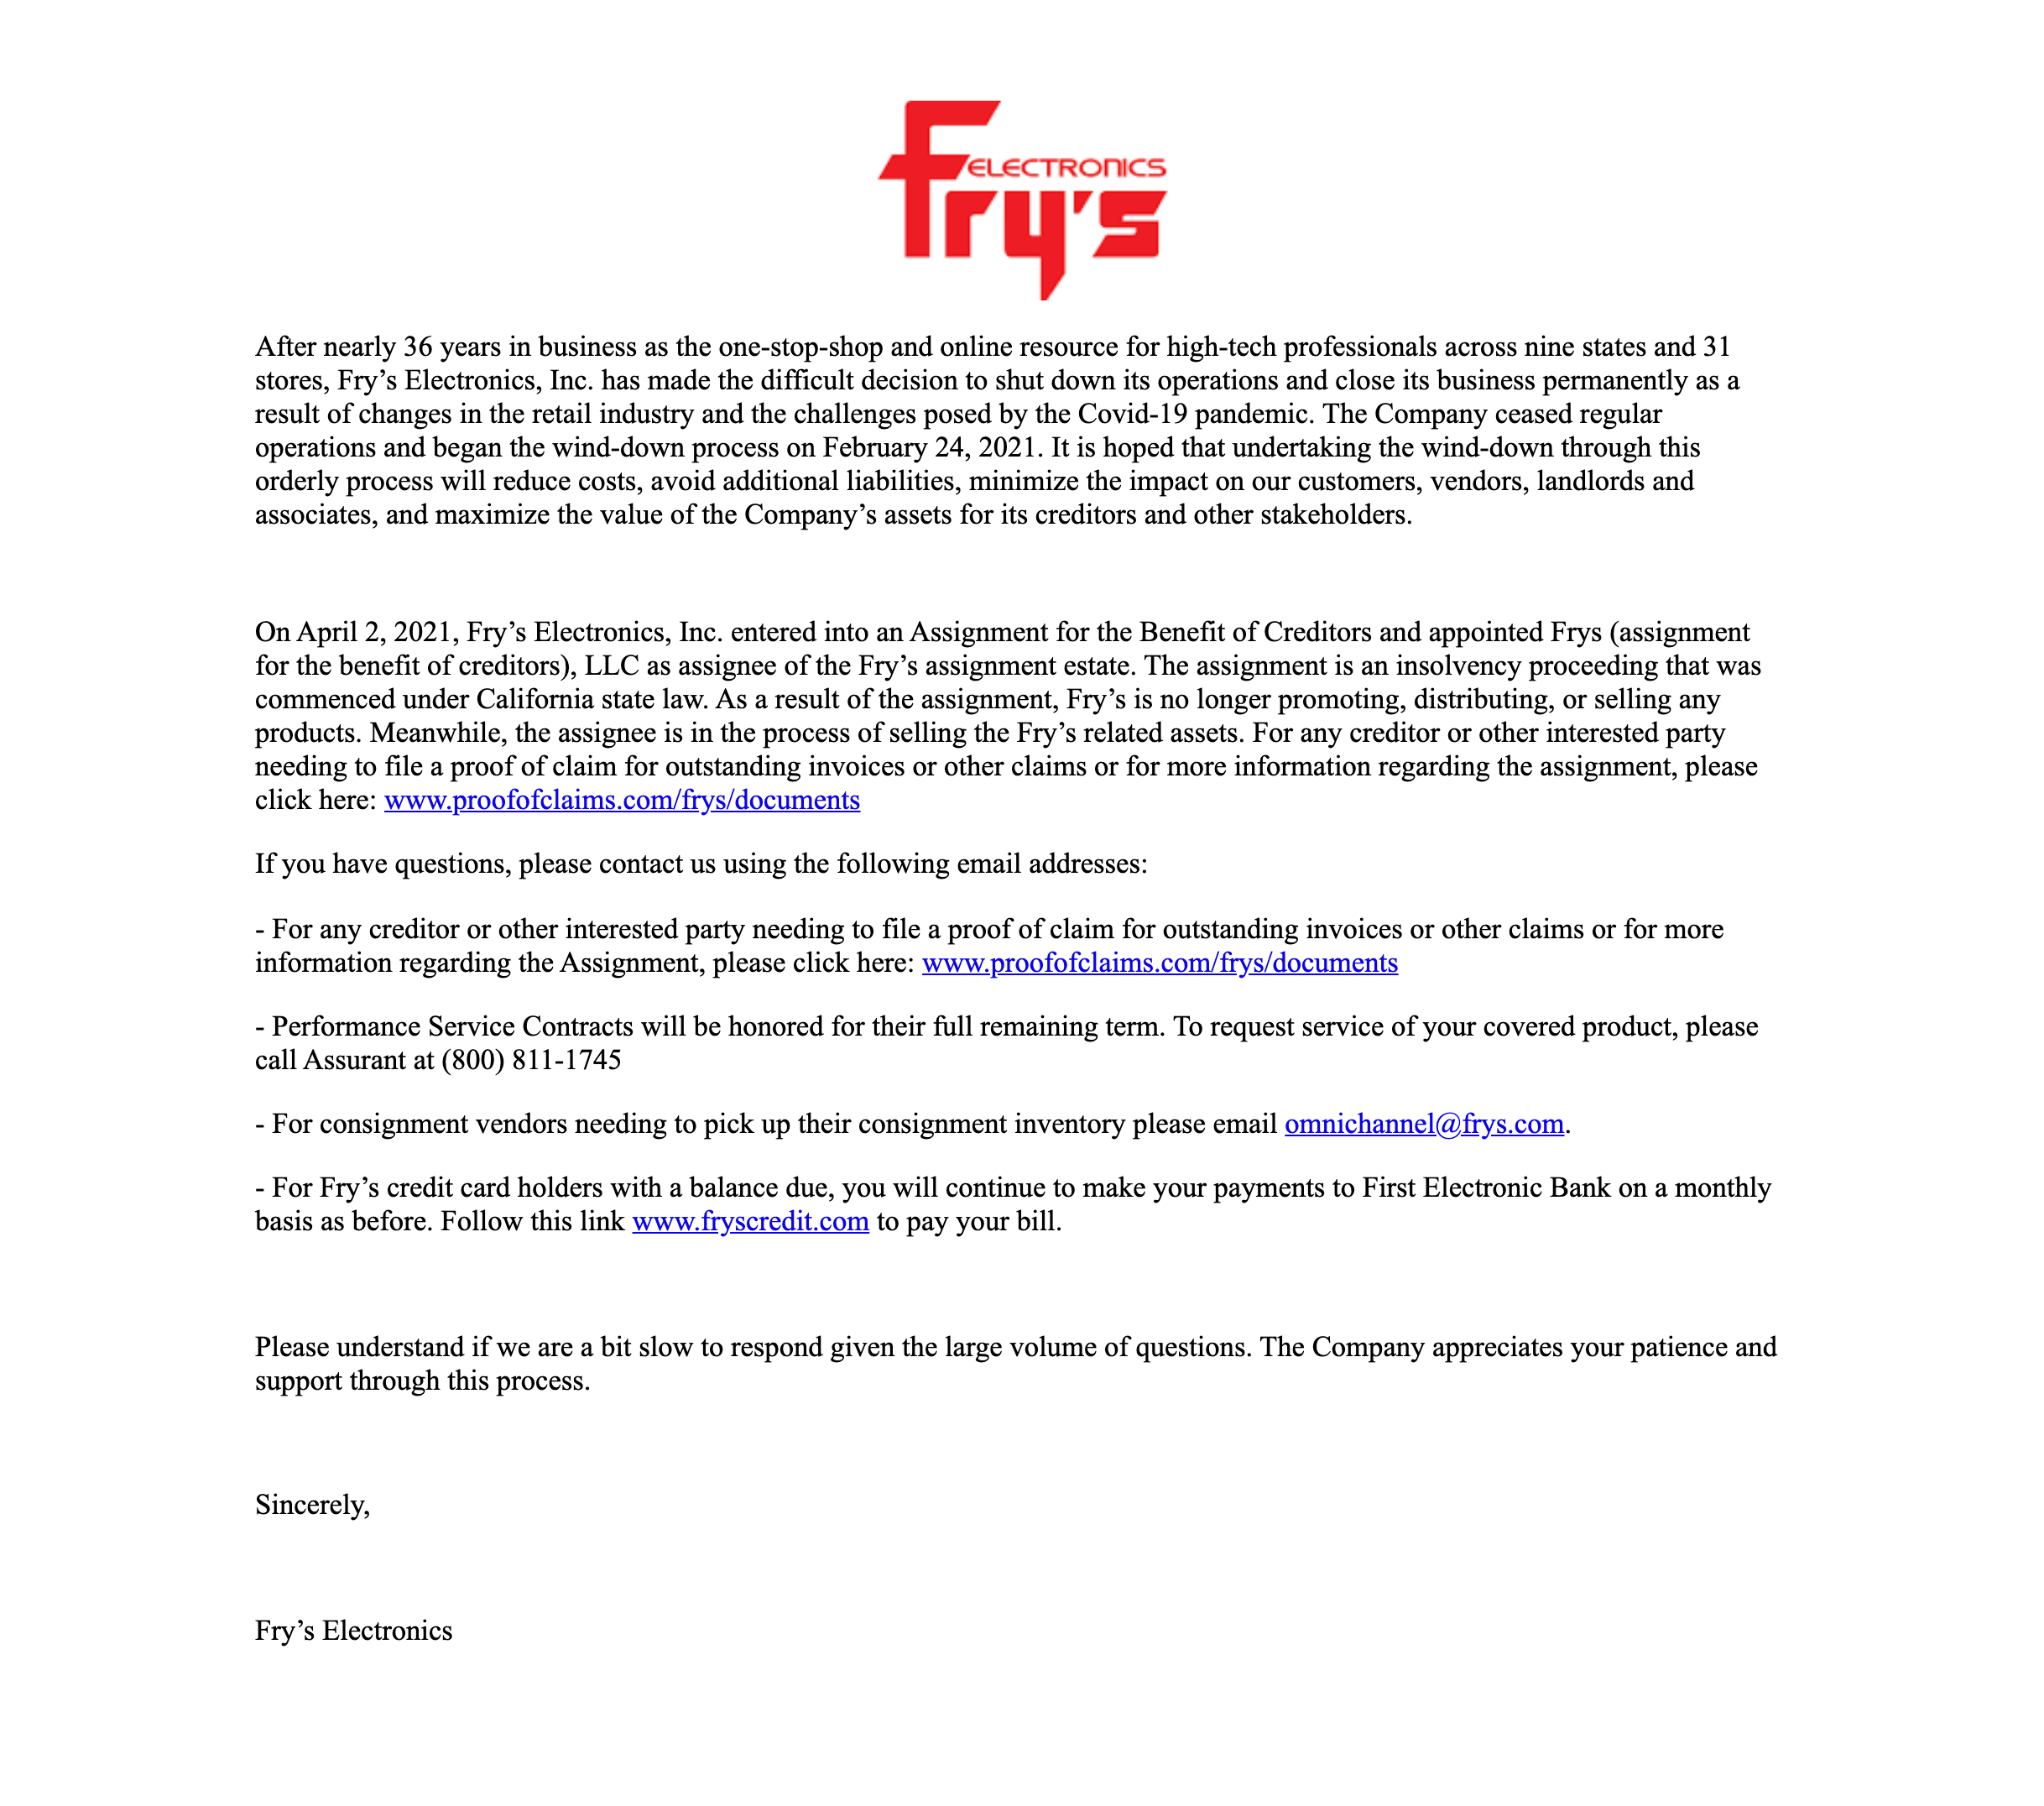 ELECTRONICS
Fry's
After nearly 36 years in business as the one-stop-shop and online resource for high-tech professionals across nine states and 31
stores, Fry’s Electronics, Inc. has made the difficult decision to shut down its operations and close its business permanently as a
result of changes in the retail industry and the challenges posed by the Covid-19 pandemic. The Company ceased regular
operations and began the wind-down process on February 24, 2021. It is hoped that undertaking the wind-down through this
orderly process will reduce costs, avoid additional liabilities, minimize the impact on our customers, vendors, landlords and
associates, and maximize the value of the Company’s assets for its creditors and other stakeholders.
On April 2, 2021, Fry’s Electronics, Inc. entered into an Assignment for the Benefit of Creditors and appointed Frys (assignment
for the benefit of creditors), LLC as assignee of the Fry’s assignment estate. The assignment is an insolvency proceeding that was
commenced under California state law. As a result of the assignment, Fry’s is no longer promoting, distributing, or selling any
products. Meanwhile, the assignee is in the process of selling the Fry’s related assets. For any creditor or other interested party
needing to file a proof of claim for outstanding invoices or other claims or for more information regarding the assignment, please
click here: www.proofofclaims.com/frys/documents
If you have questions, please contact us using the following email addresses:
- For any creditor or other interested party needing to file a proof of claim for outstanding invoices or other claims or for more
information regarding the Assignment, please click here: www.proofofclaims.com/frys/documents
- Performance Service Contracts will be honored for their full remaining term. To request service of your covered product, please
call Assurant at (800) 811-1745
- For consignment vendors needing to pick up their consignment inventory please email omnichannel@frys.com.
- For Fry’s credit card holders with a balance due, you will continue to make your payments to First Electronic Bank on a monthly
basis as before. Follow this link www.fryscredit.com to pay your bill.
Please understand if we are a bit slow to respond given the large volume of questions. The Company appreciates your patience and
support through this process.
Sincerely,
Fry’s Electronics